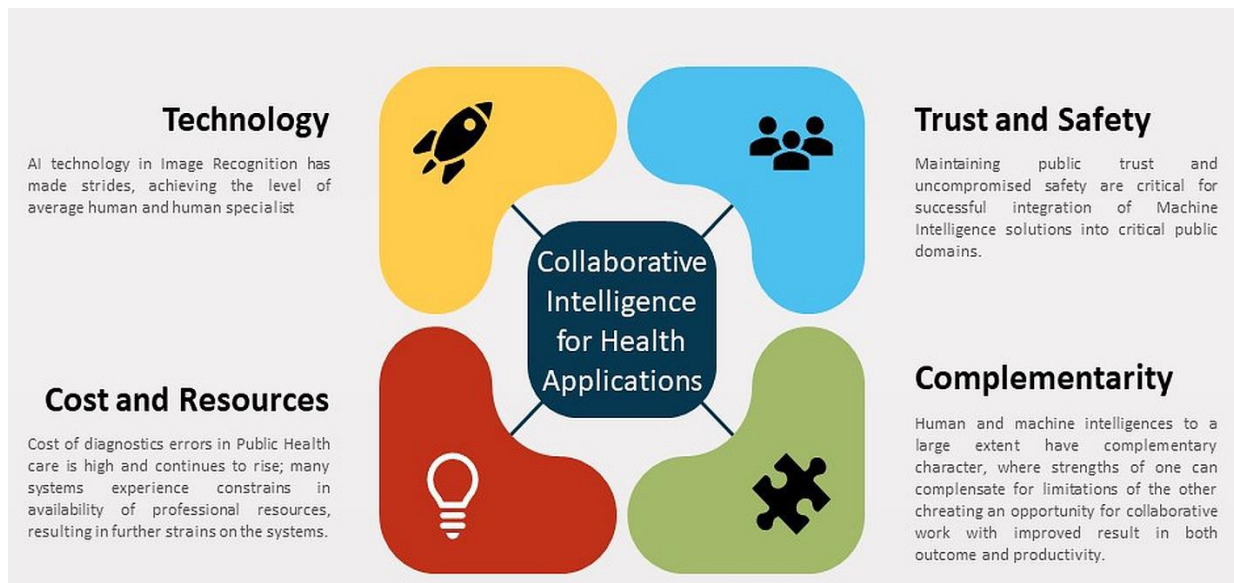 Technology
AI technology in Image Recognition has
made strides, achieving the level of
average human and human specialist
Trust and Safety
Maintaining public trust and
uncompromised safety are critical for
successful integration of Machine
Intelligence solutions into critical public
domains.
Collaborative
Intelligence
for Health
Applications
Cost and Resources
Cost of diagnostics errors in Public Health
care is high and continues to rise; many
systems experience constrains in
availability of professional resources,
resulting in further strains on the systems.
Complementarity
Human and machine intelligences to a
large extent have complementary
character, where strengths of one can
compensate for limitations of the other
chreating an opportunity for collaborative
work with improved result in both
outcome and productivity.